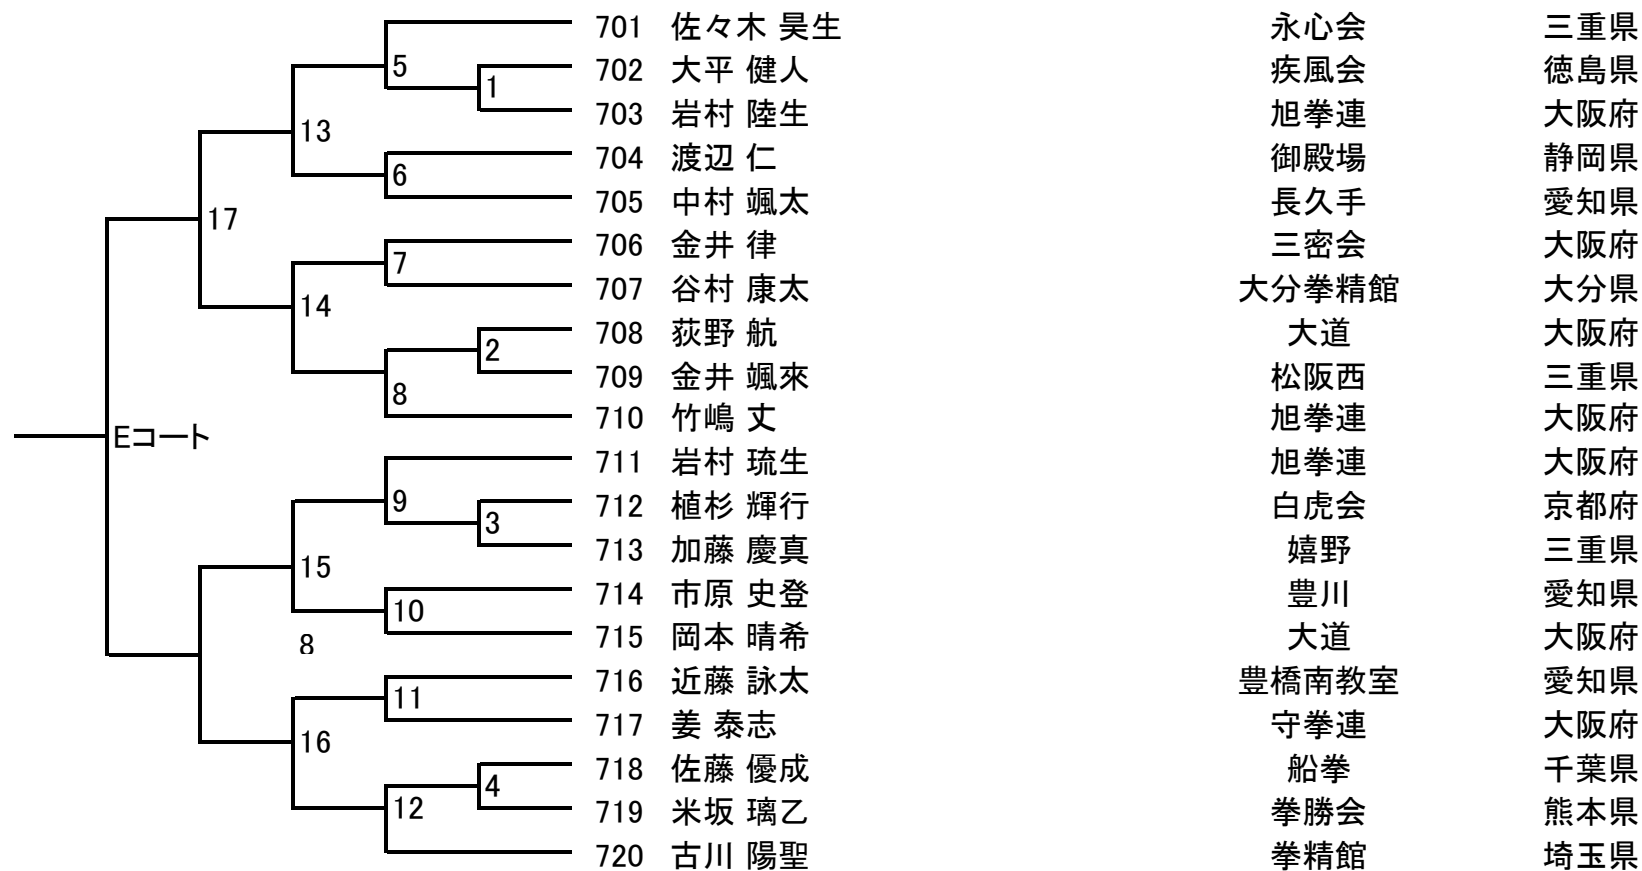 701 佐々木 昊生 永心会 三重県
5
702 大平 健人 疾風会 徳島県
1
703 岩村 陸生 旭拳連 大阪府
13
704 渡辺 仁 御殿場 静岡県
6
705 中村 颯太 長久手 愛知県
17
706 金井 律 三密会 大阪府
7
707 谷村 康太 大分拳精館 大分県
14
708 荻野 航 大道 大阪府
2
709 金井 颯來 松阪西 三重県
8
710 竹嶋 丈 旭拳連 大阪府
Eコート
711 岩村 琉生 旭拳連 大阪府
9
712 植杉 輝行 白虎会 京都府
3
713 加藤 慶真 嬉野 三重県
15
714 市原 史登 豊川 愛知県
10
715 岡本 晴希 大道 大阪府
8
716 近藤 詠太 豊橋南教室 愛知県
11
717 姜 泰志 守拳連 大阪府
16
718 佐藤 優成 船拳 千葉県
4
719 米坂 璃乙 拳勝会 熊本県
12
720 古川 陽聖 拳精館 埼玉県